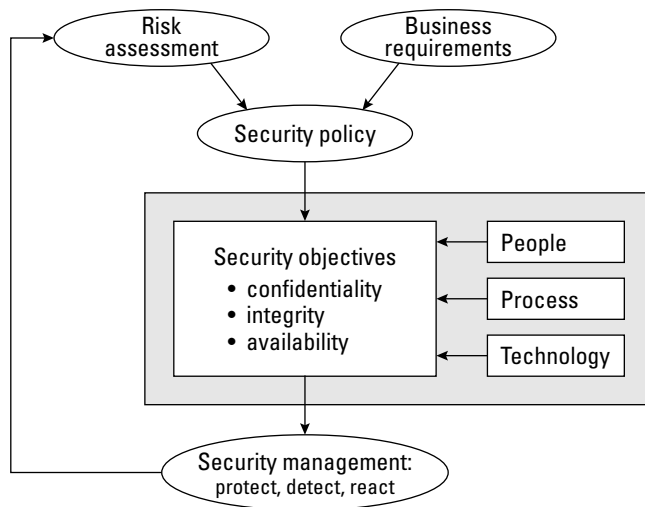 Risk
assessment
Business
requirements
Security policy
Security objectives
• confidentiality
• integrity
• availability
People
Process
Technology
Security management:
protect, detect, react